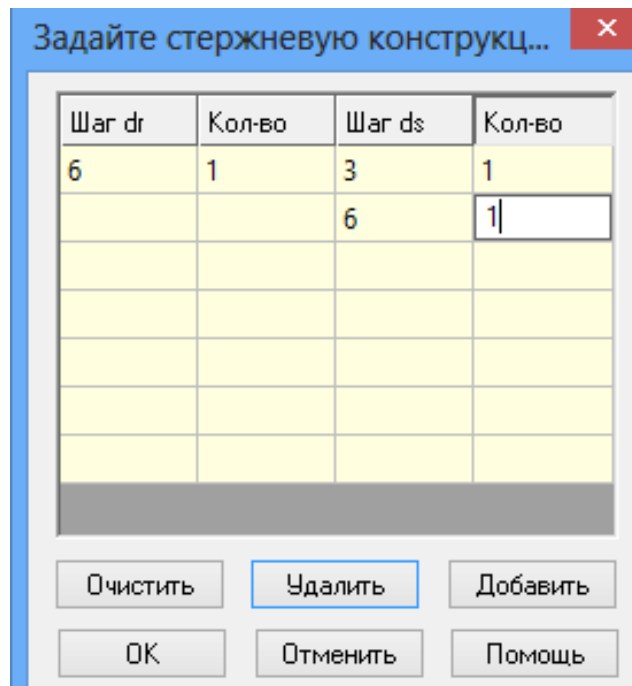 Задайте стержневую конструкц...
Шаг dr Кол-во Шаг ds Кол-во
6 1 3 1
6 1
Очистить Удалить Добавить
OK Отменить Помощь